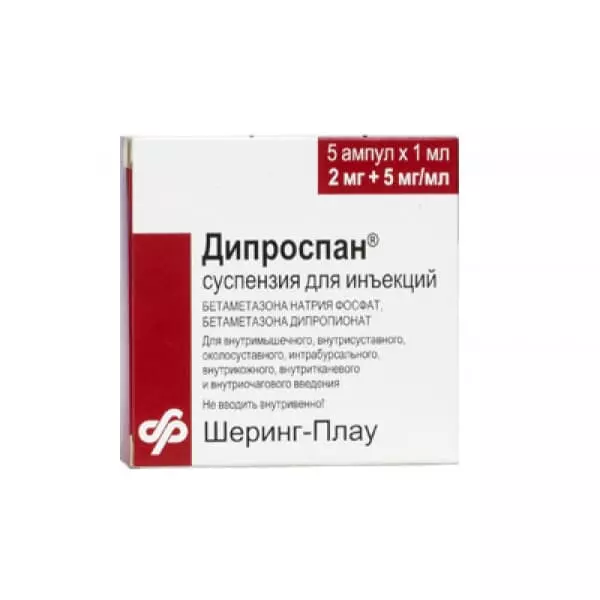 5 ампул x 1 мл
2 мг + 5 мг/мл
Дипроспан®
суспензия для инъекций
БЕТАМЕТАЗОНА НАТРИЯ ФОСФАТ,
БЕТАМЕТАЗОНА ДИПРОПИОНАТ
Для внутримышечного, внутрисуставного,
околосуставного, интрабурсального,
внутрикожного, внутритканевого
и внутриочагового введения
Не вводить внутривенно!
Шеринг-Плау